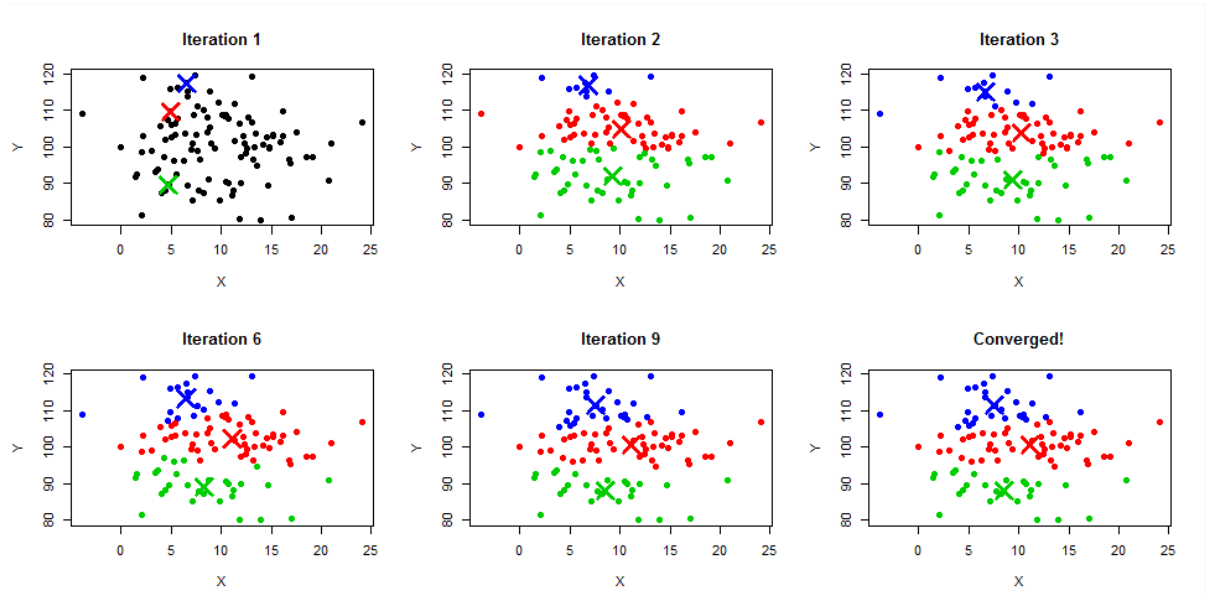 Iteration 1
Y
80 90 100 110 120
0 5 10 15 20 25
X
Iteration 2
Y
80 90 100 110 120
0 5 10 15 20 25
X
Iteration 3
Y
80 90 100 110 120
0 5 10 15 20 25
X
Iteration 6
Y
80 90 100 110 120
0 5 10 15 20 25
X
Iteration 9
Y
80 90 100 110 120
0 5 10 15 20 25
X
Converged!
Y
80 90 100 110 120
0 5 10 15 20 25
X